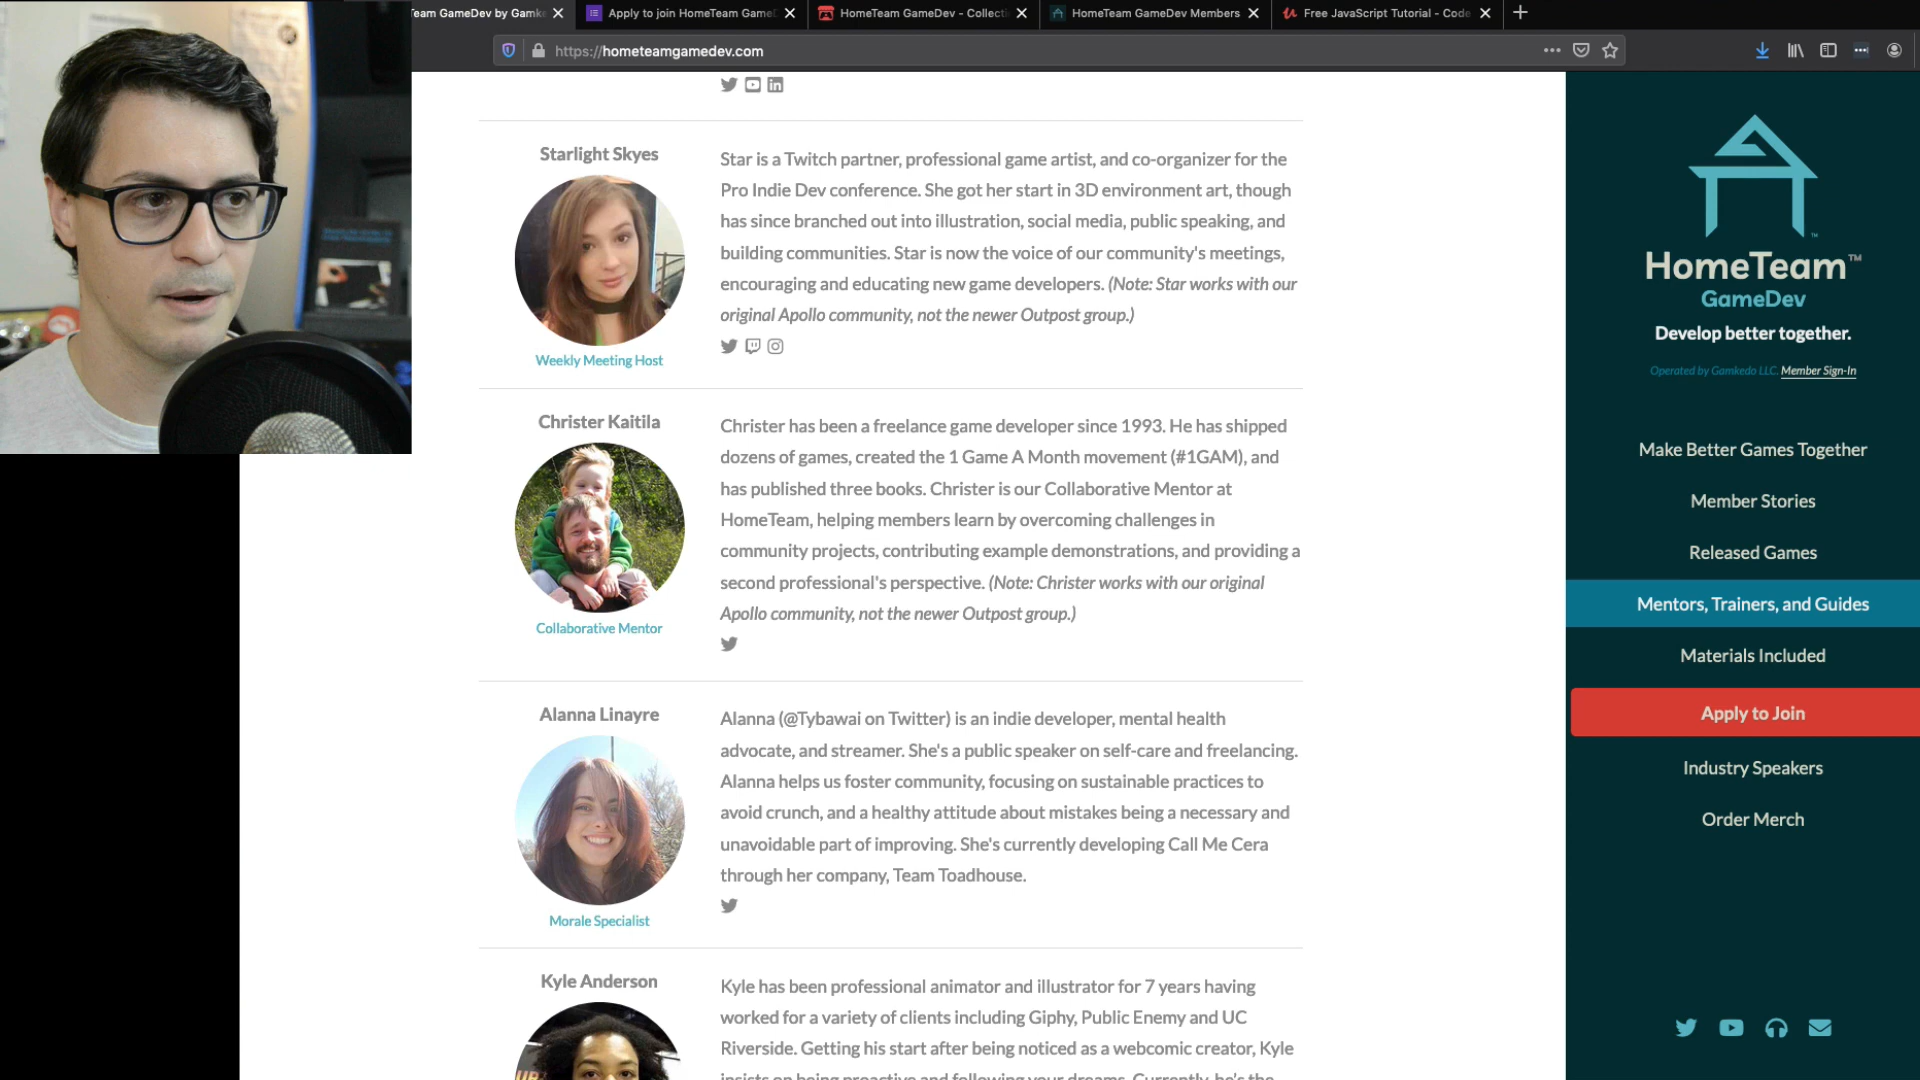 Team GameDev by Gamke
Apply to join HomeTeam GameD
HomeTeam GameDev - Collecti
HomeTeam GameDev Members
Free JavaScript Tutorial - Code
https://hometeamgamedev.com
Starlight Skyes
Weekly Meeting Host
Star is a Twitch partner, professional game artist, and co-organizer for the
Pro Indie Dev conference. She got her start in 3D environment art, though
has since branched out into illustration, social media, public speaking, and
building communities. Star is now the voice of our community's meetings,
encouraging and educating new game developers. (Note: Star works with our
original Apollo community, not the newer Outpost group.)
Christer Kaitila
Collaborative Mentor
Christer has been a freelance game developer since 1993. He has shipped
dozens of games, created the 1 Game A Month movement (#1GAM), and
has published three books. Christer is our Collaborative Mentor at
HomeTeam, helping members learn by overcoming challenges in
community projects, contributing example demonstrations, and providing a
second professional's perspective. (Note: Christer works with our original
Apollo community, not the newer Outpost group.)
Alanna Linayre
Morale Specialist
Alanna (@Tybawai on Twitter) is an indie developer, mental health
advocate, and streamer. She's a public speaker on self-care and freelancing.
Alanna helps us foster community, focusing on sustainable practices to
avoid crunch, and a healthy attitude about mistakes being a necessary and
unavoidable part of improving. She's currently developing Call Me Cera
through her company, Team Toadhouse.
Kyle Anderson
Kyle has been professional animator and illustrator for 7 years having
worked for a variety of clients including Giphy, Public Enemy and UC
Riverside. Getting his start after being noticed as a webcomic creator, Kyle
insists on being proactive and following your dreams. Currently, he's the
HomeTeam™
GameDev
Develop better together.
Operated by Gamkedo LLC. Member Sign-In
Make Better Games Together
Member Stories
Released Games
Mentors, Trainers, and Guides
Materials Included
Apply to Join
Industry Speakers
Order Merch